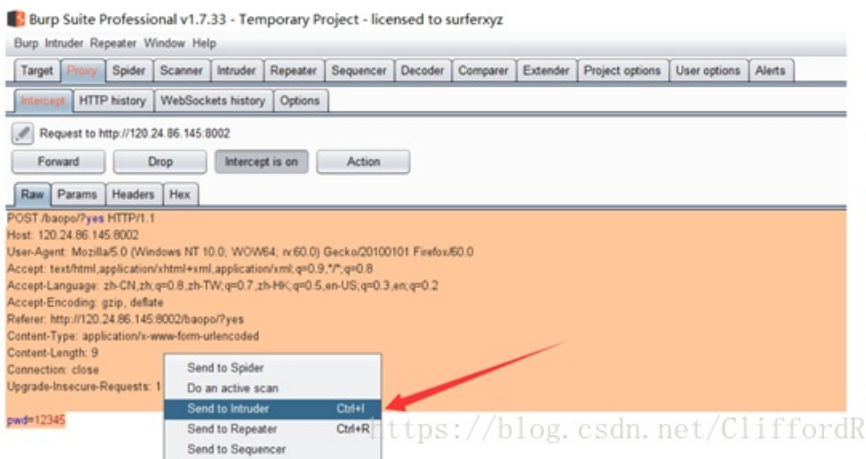 Burp Suite Professional v1.7.33 - Temporary Project - licensed to surferxyz
Burp Intruder Repeater Window Help
Target Proxy Spider Scanner Intruder Repeater Sequencer Decoder Comparer Extender Project options User options Alerts
Intercept HTTP history WebSockets history Options
Request to http://120.24.86.145:8002
Forward Drop Intercept is on Action
Raw Params Headers Hex
POST /baopo/?yes HTTP/1.1
Host: 120.24.86.145:8002
User-Agent: Mozilla/5.0 (Windows NT 10.0; WOW64; rv:60.0) Gecko/20100101 Firefox/60.0
Accept: text/html,application/xhtml+xml,application/xml;q=0.9,*/*;q=0.8
Accept-Language: zh-CN,zh;q=0.8,zh-TW;q=0.7,zh-HK;q=0.5,en-US;q=0.3,en;q=0.2
Accept-Encoding: gzip, deflate
Referer: http://120.24.86.145:8002/baopo/?yes
Content-Type: application/x-www-form-urlencoded
Content-Length: 9
Connection: close
Upgrade-Insecure-Requests: 1
pwd=12345
Send to Spider
Do an active scan
Send to Intruder Ctrl+I
Send to Repeater Ctrl+R
Send to Sequencer
https://blog.csdn.net/CliffordR